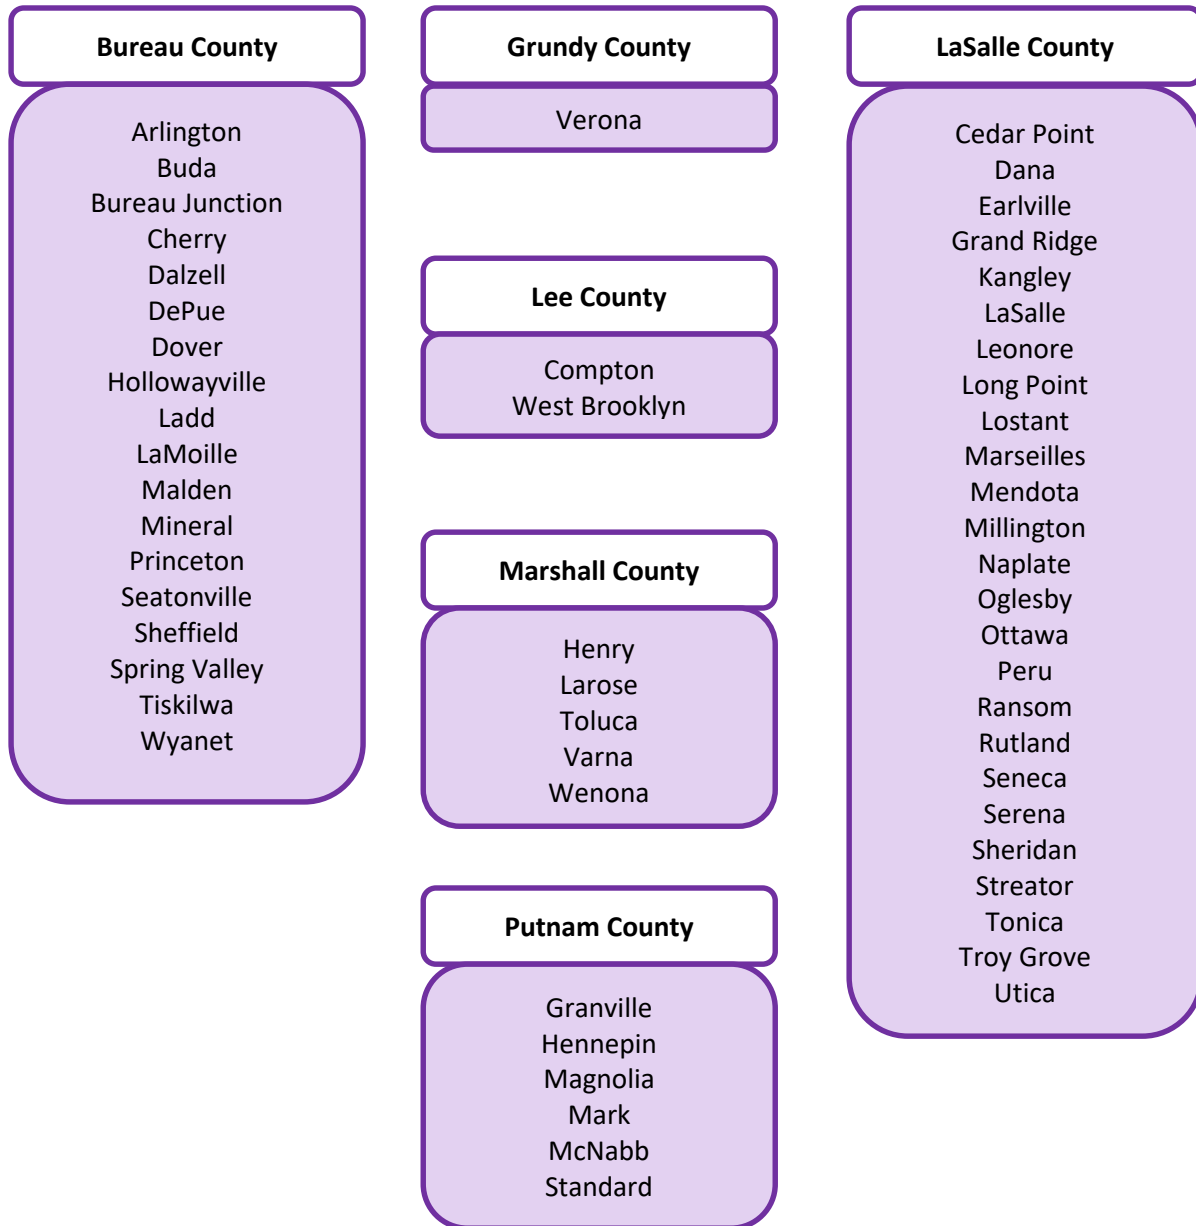 Bureau County
Arlington
Buda
Bureau Junction
Cherry
Dalzell
DePue
Dover
Hollowayville
Ladd
LaMoille
Malden
Mineral
Princeton
Seatonville
Sheffield
Spring Valley
Tiskilwa
Wyanet
Grundy County
Verona
Lee County
Compton
West Brooklyn
Marshall County
Henry
Larose
Toluca
Varna
Wenona
Putnam County
Granville
Hennepin
Magnolia
Mark
McNabb
Standard
LaSalle County
Cedar Point
Dana
Earlville
Grand Ridge
Kangley
LaSalle
Leonore
Long Point
Lostant
Marseilles
Mendota
Millington
Naplate
Oglesby
Ottawa
Peru
Ransom
Rutland
Seneca
Serena
Sheridan
Streator
Tonica
Troy Grove
Utica